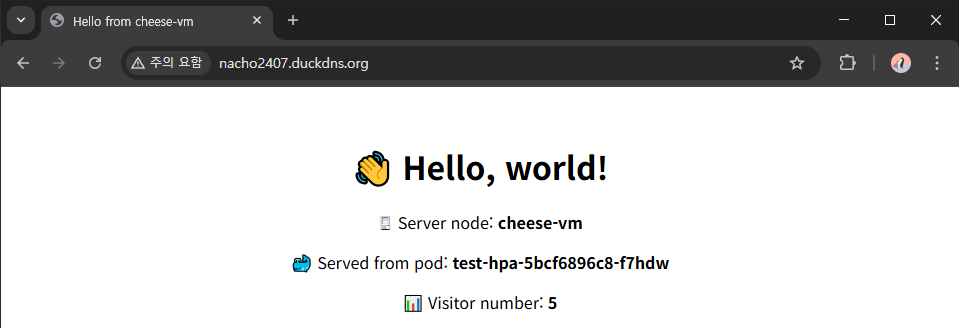 Hello from cheese-vm
주의 요함 nacho2407.duckdns.org
👋 Hello, world!
Server node: cheese-vm
Served from pod: test-hpa-5bcf6896c8-f7hdw
📊 Visitor number: 5